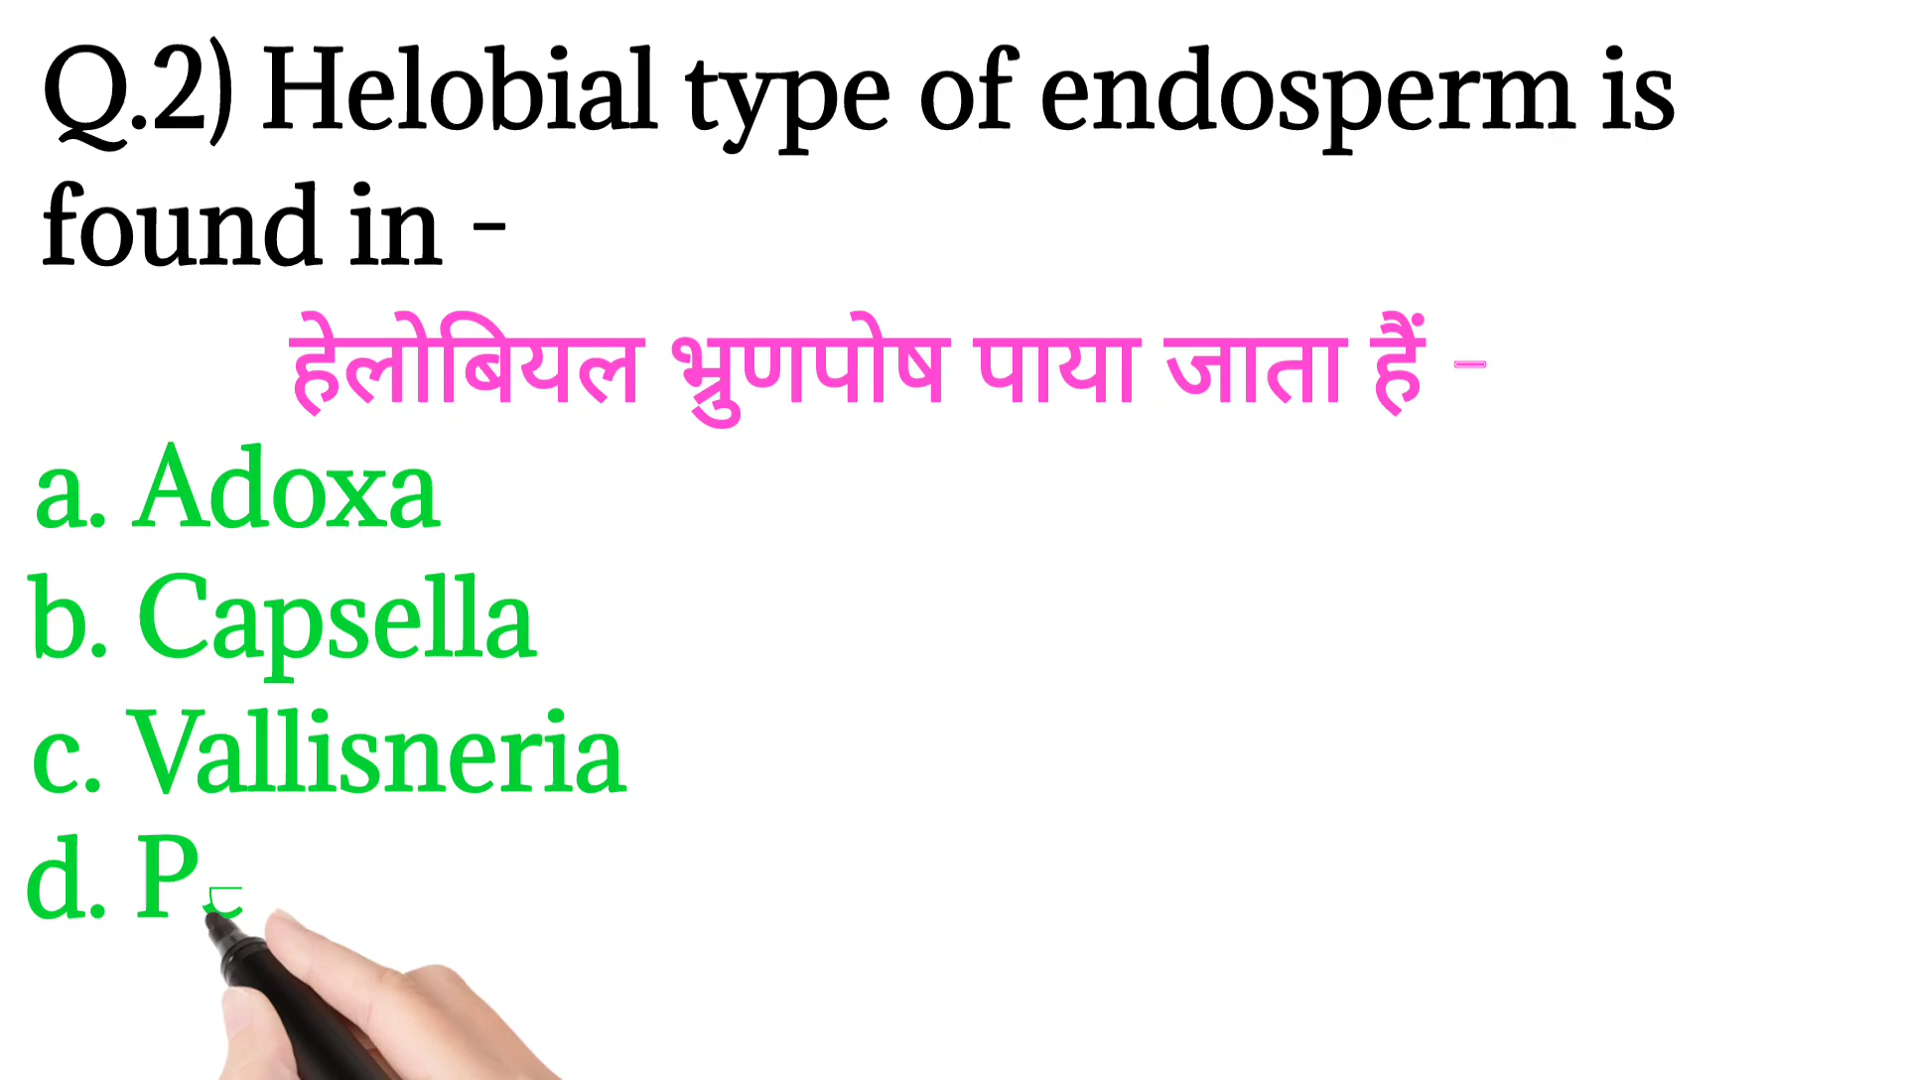 Q.2) Helobial type of endosperm is
found in -
हेलोबियल भ्रुणपोष पाया जाता हैं -
a. Adoxa
b. Capsella
c. Vallisneria
d. P